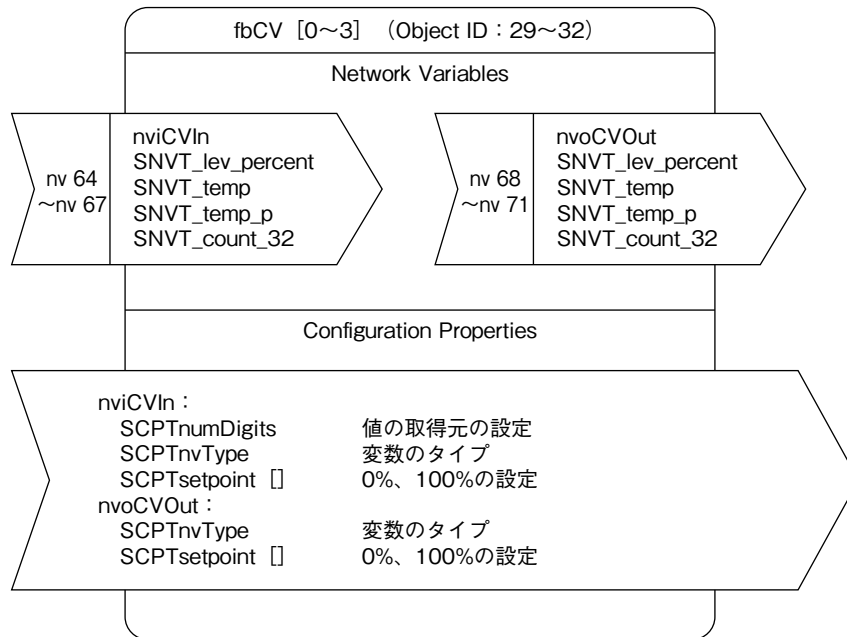 fbCV［0～3］（Object ID：29～32）
Network Variables
nv 64
～nv 67
nviCVIn
SNVT_lev_percent
SNVT_temp
SNVT_temp_p
SNVT_count_32
nv 68
～nv 71
nvoCVOut
SNVT_lev_percent
SNVT_temp
SNVT_temp_p
SNVT_count_32
Configuration Properties
nviCVIn：
SCPTnumDigits 値の取得元の設定
SCPTnvType 変数のタイプ
SCPTsetpoint［］ 0%、100%の設定
nvoCVOut：
SCPTnvType 変数のタイプ
SCPTsetpoint［］ 0%、100%の設定